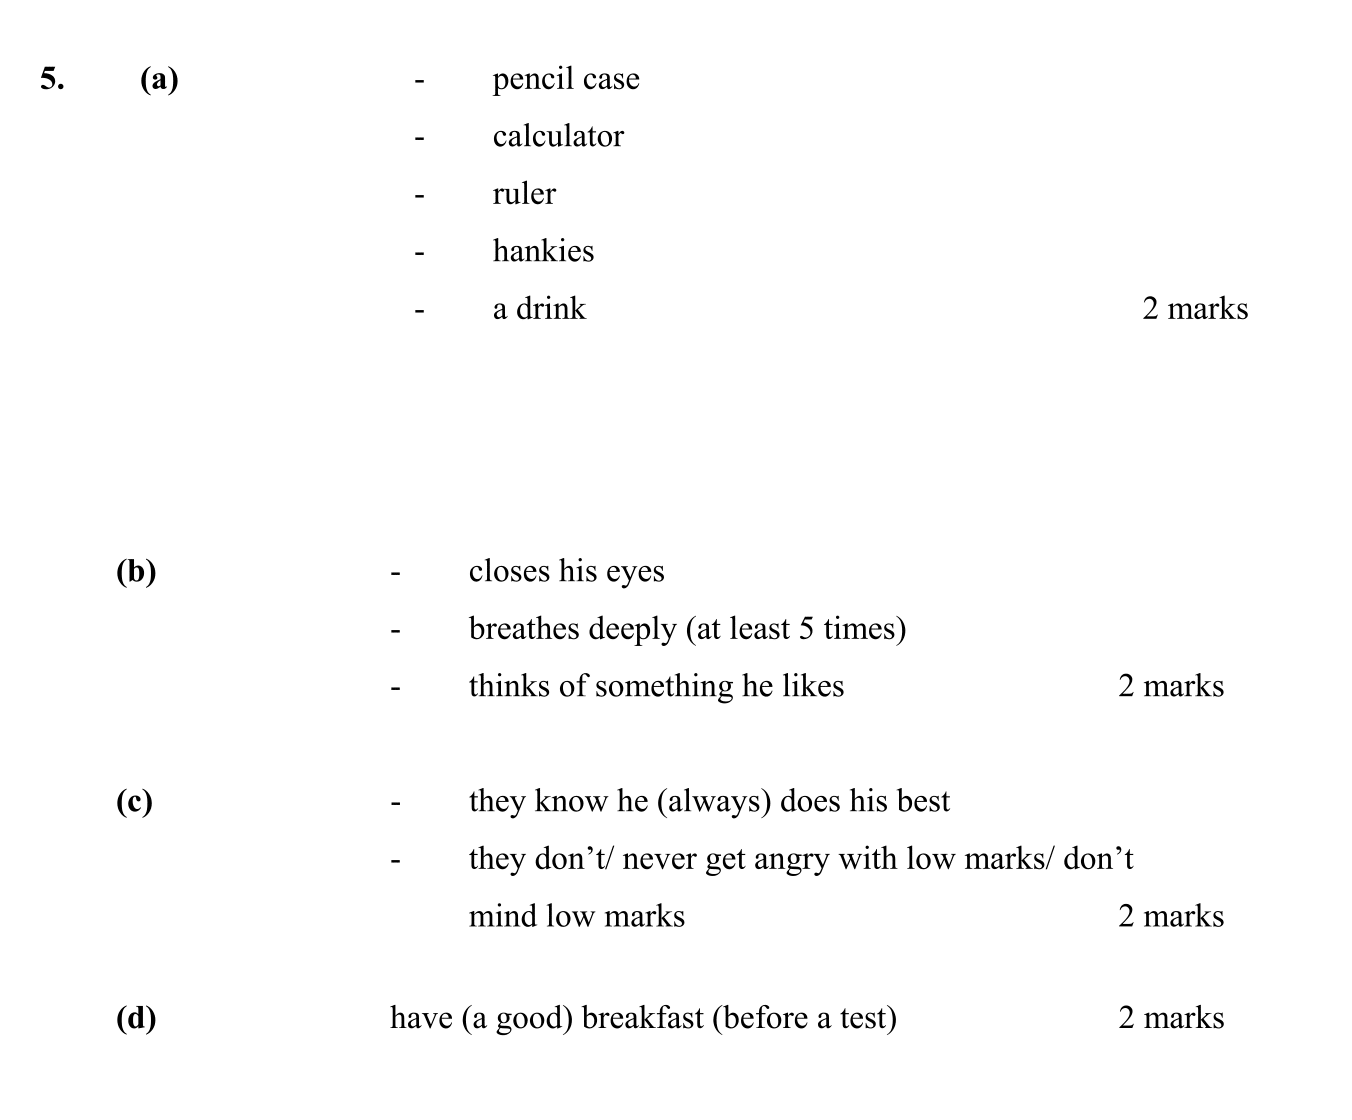 5. (a) - pencil case
- calculator
- ruler
- hankies
- a drink 2 marks
(b) - closes his eyes
- breathes deeply (at least 5 times)
- thinks of something he likes 2 marks
(c) - they know he (always) does his best
- they don’t/ never get angry with low marks/ don’t
mind low marks 2 marks
(d) have (a good) breakfast (before a test) 2 marks